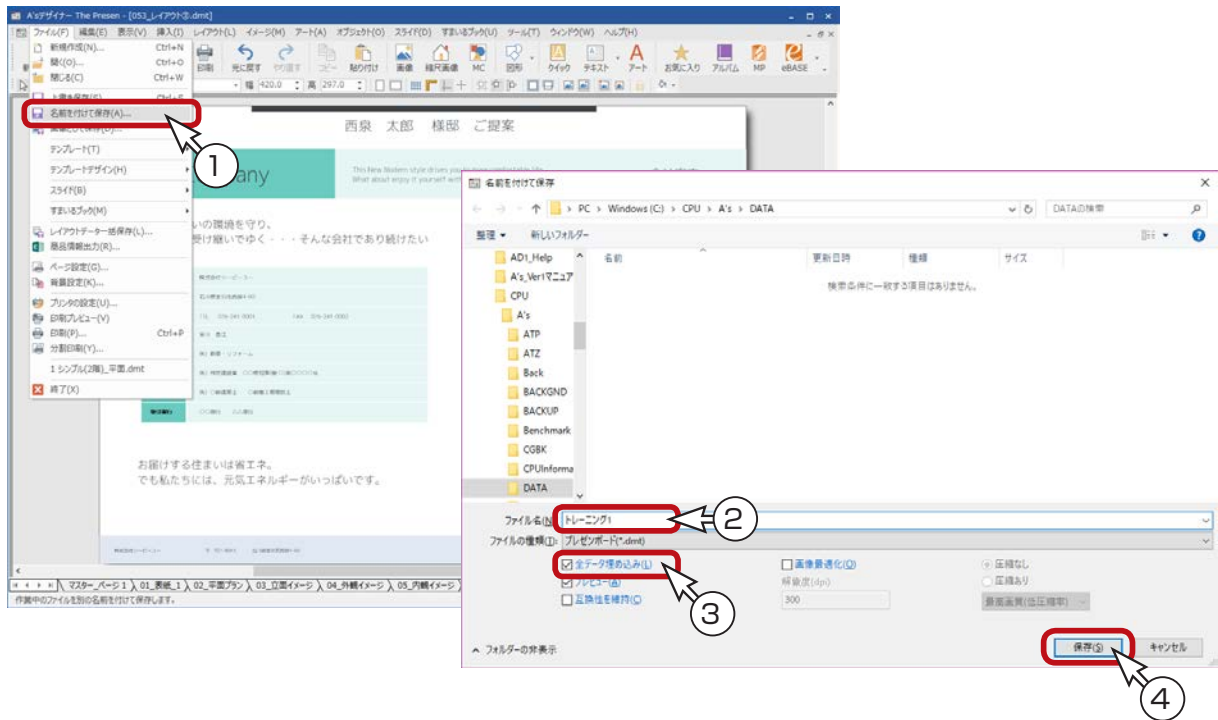 A'sデザイナー The Presen - [053_レイアウト③.dmt]
ファイル(F) 編集(E) 表示(V) 挿入(I) レイアウト(L) イメージ(M) アート(A) オブジェクト(O) スライド(D) すまいるブック(U) ツール(T) ウィンドウ(W) ヘルプ(H)
印刷 元に戻す やり直す コピー 貼り付け 画像 縮尺画像 MC 図形 タイトル テキスト アート お気に入り アルバム MP eBASE
幅 420.0 高 297.0
新規作成(N)... Ctrl+N
開く(O)... Ctrl+O
閉じる(C) Ctrl+W
上書き保存(S) Ctrl+S
名前を付けて保存(A)...
画像として保存(D)...
テンプレート(T)
テンプレートデザイン(H)
スライド(B)
すまいるブック(M)
レイアウトデーター括保存(L)...
商品情報出力(R)...
ページ設定(G)...
背景設定(K)...
プリンタの設定(U)...
印刷プレビュー(V)
印刷(P)... Ctrl+P
分割印刷(Y)...
1 シンプル(2階)_平面.dmt
終了(X)
1
西泉 太郎 様邸 ご提案
any
This New Modern style drives you
What about enjoy it yourself
いの環境を守り、
受け継いでゆく・・・そんな会社であり続けたい
お届けする住まいは省エネ。
でも私たちには、元気エネルギーがいっぱいです。
マスター_ページ1 01_表紙_1 02_平面プラン 03_立面イメージ 04_外観イメージ 05_内観イメージ
作業中のファイルを別の名前を付けて保存します。
名前を付けて保存
PC > Windows (C:) > CPU > A's > DATA
DATAの検索
整理 新しいフォルダー
AD1_Help
A's_Ver1マニュア
CPU
A's
ATP
ATZ
Back
BACKGND
BACKUP
Benchmark
CGBK
CPUInforma
DATA
名前 更新日時 種類 サイズ
検索条件に一致する項目はありません。
ファイル名(N): トレーニング1
2
ファイルの種類(T): プレゼンボード(*.dmt)
全データ埋め込み(L)
プレビュー(A)
互換性を維持(C)
3
画像最適化(O)
解像度(dpi)
300
圧縮なし
圧縮あり
最高画質(低圧縮率)
フォルダーの非表示
保存(S) キャンセル
4